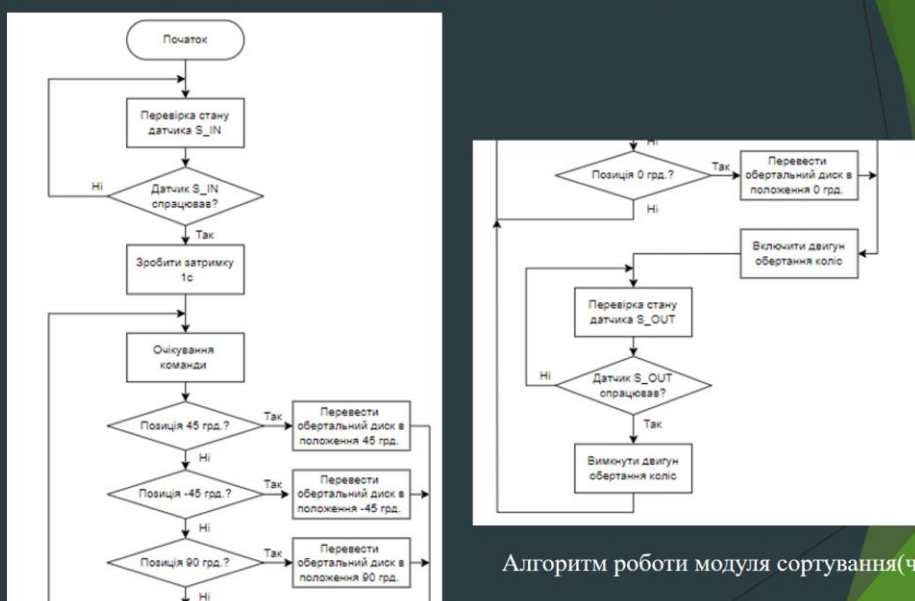 Початок
Перевірка стану
датчика S_IN
Ні
Датчик S_IN
спрацював?
Так
Зробити затримку
1с
Очікування
команди
Позиція 45 грд.?
Так
Перевести
обертальний диск в
положення 45 грд.
Ні
Позиція -45 грд.?
Так
Перевести
обертальний диск в
положення -45 грд.
Ні
Позиція 90 грд.?
Так
Перевести
обертальний диск в
положення 90 грд.
Ні
Ні
Позиція 0 грд.?
Так
Перевести
обертальний диск в
положення 0 грд.
Ні
Включити двигун
обертання коліс
Перевірка стану
датчика S_OUT
Ні
Датчик S_OUT
спрацював?
Так
Вимкнути двигун
обертання коліс
Алгоритм роботи модуля сортування(ч